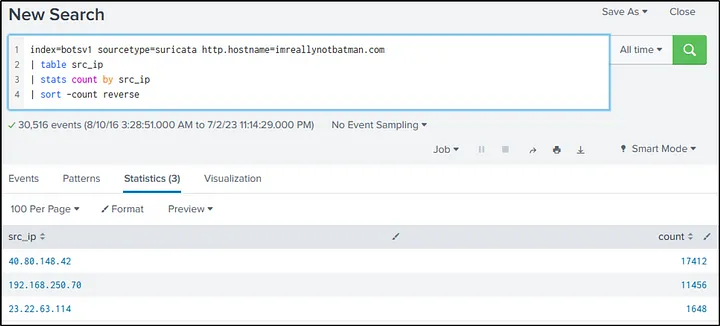 New Search
Save As Close
1 index=botsv1 sourcetype=suricata http.hostname=imreallynotbatman.com
2 | table src_ip
3 | stats count by src_ip
4 | sort -count reverse
All time
✓ 30,516 events (8/10/16 3:28:51.000 AM to 7/2/23 11:14:29.000 PM) No Event Sampling
Job Smart Mode
Events Patterns Statistics (3) Visualization
100 Per Page Format Preview
src_ip count
40.80.148.42 17412
192.168.250.70 11456
23.22.63.114 1648